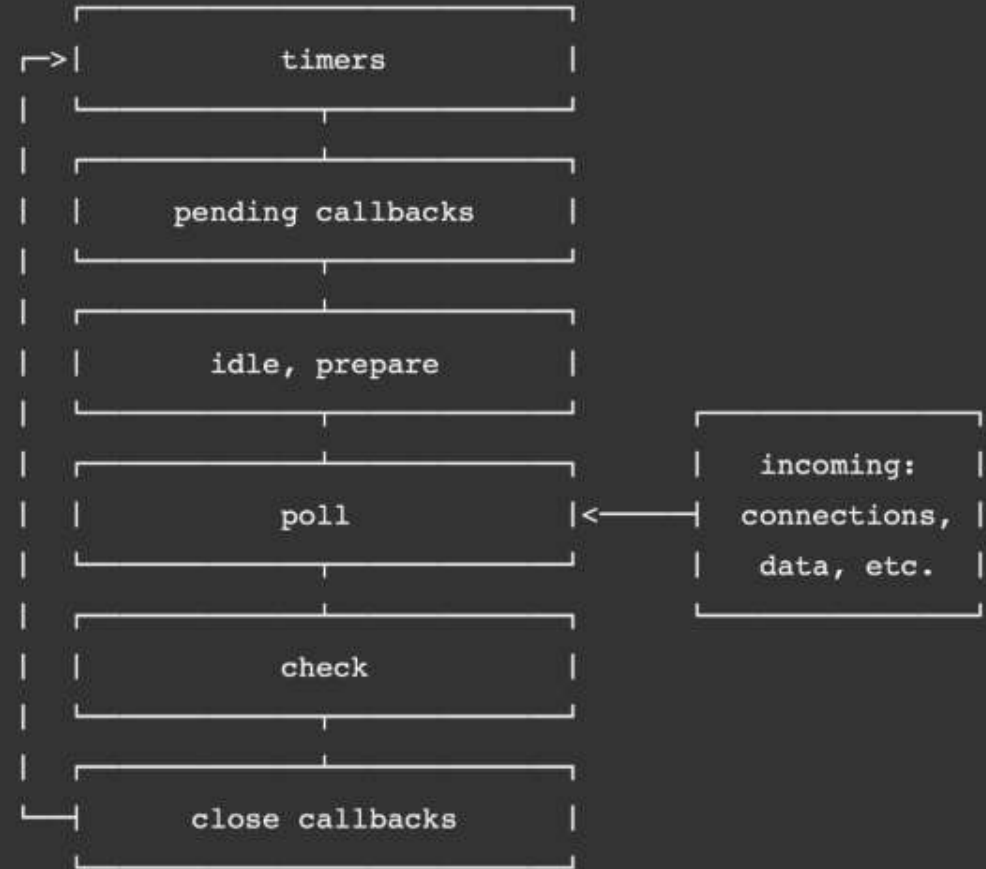 timers
pending callbacks
idle, prepare
poll
incoming:
connections,
data, etc.
check
close callbacks